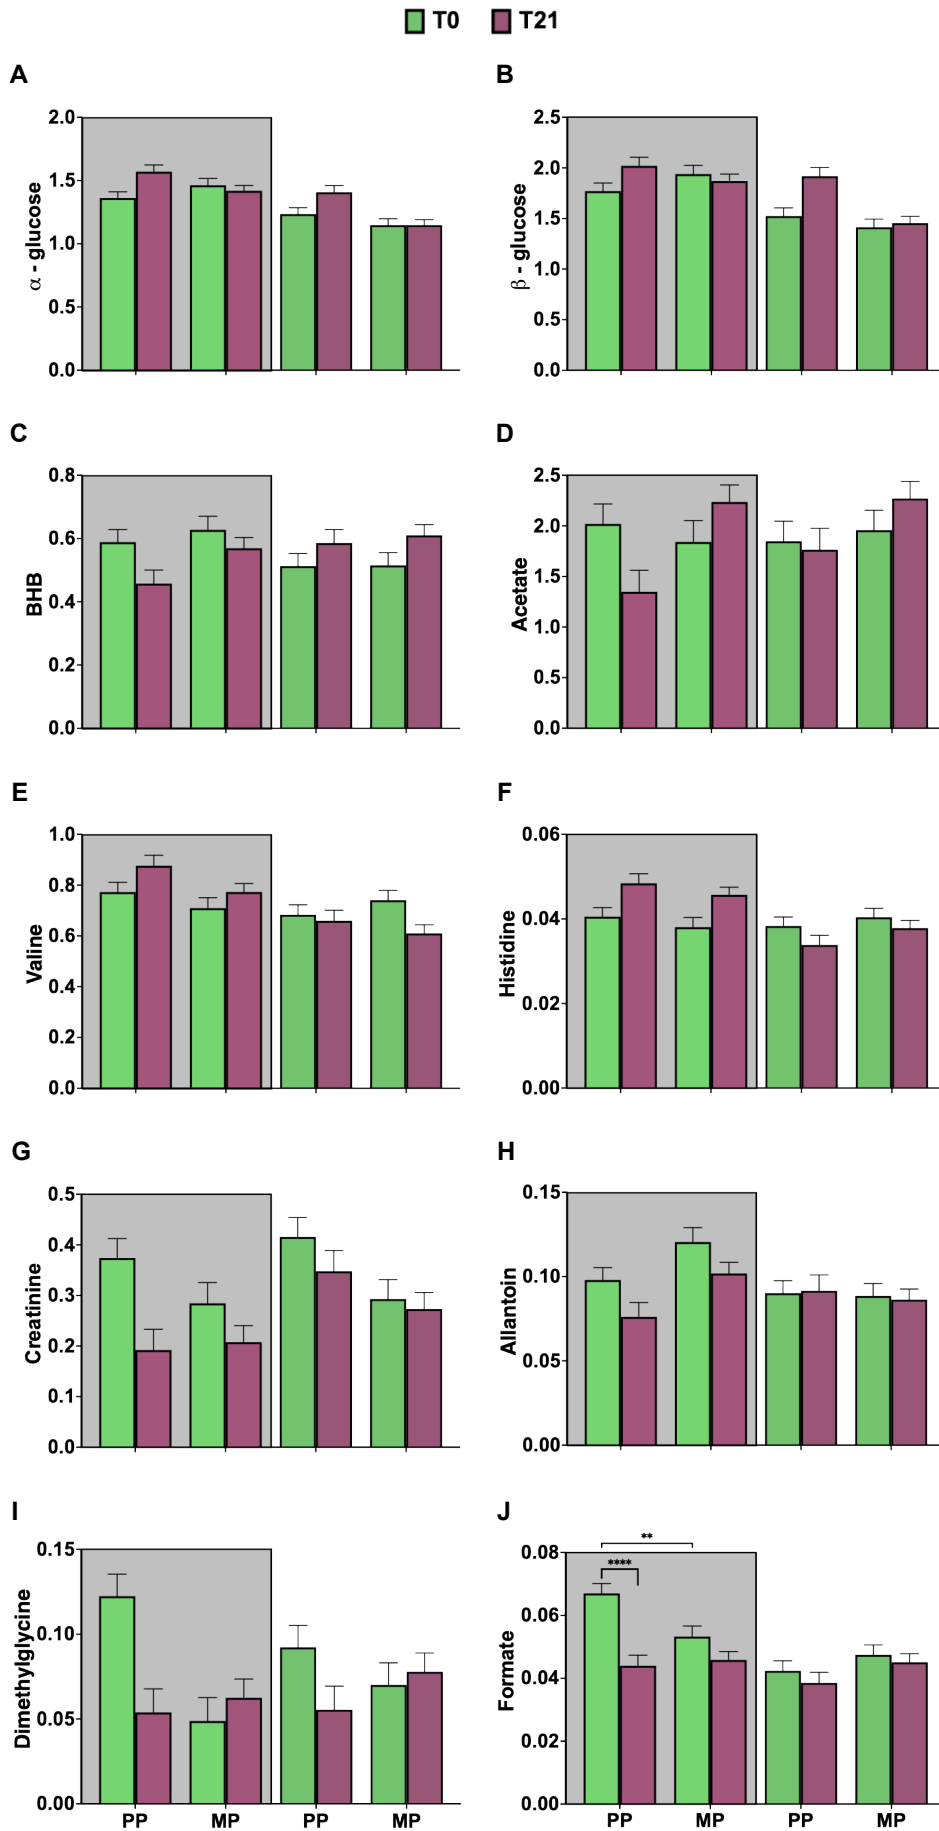 T0 T21
A B
2.0 2.5
1.5 2.0
1.0 1.5
0.5 1.0
0.0 0.5
0.0
α - glucose β - glucose
C D
0.8 2.5
0.6 2.0
0.4 1.5
0.2 1.0
0.0 0.5
0.0
BHB Acetate
E F
1.0 0.06
0.8 0.04
0.6 0.02
0.4 0.00
0.2
0.0
Valine Histidine
G H
0.5 0.15
0.4 0.10
0.3 0.05
0.2 0.00
0.1
0.0
Creatinine Allantoin
I J
0.15 0.08
0.10 0.06
0.05 0.04
0.00 0.02
0.00
Dimethylglycine Formate
**
****
PP MP PP MP PP MP PP MP